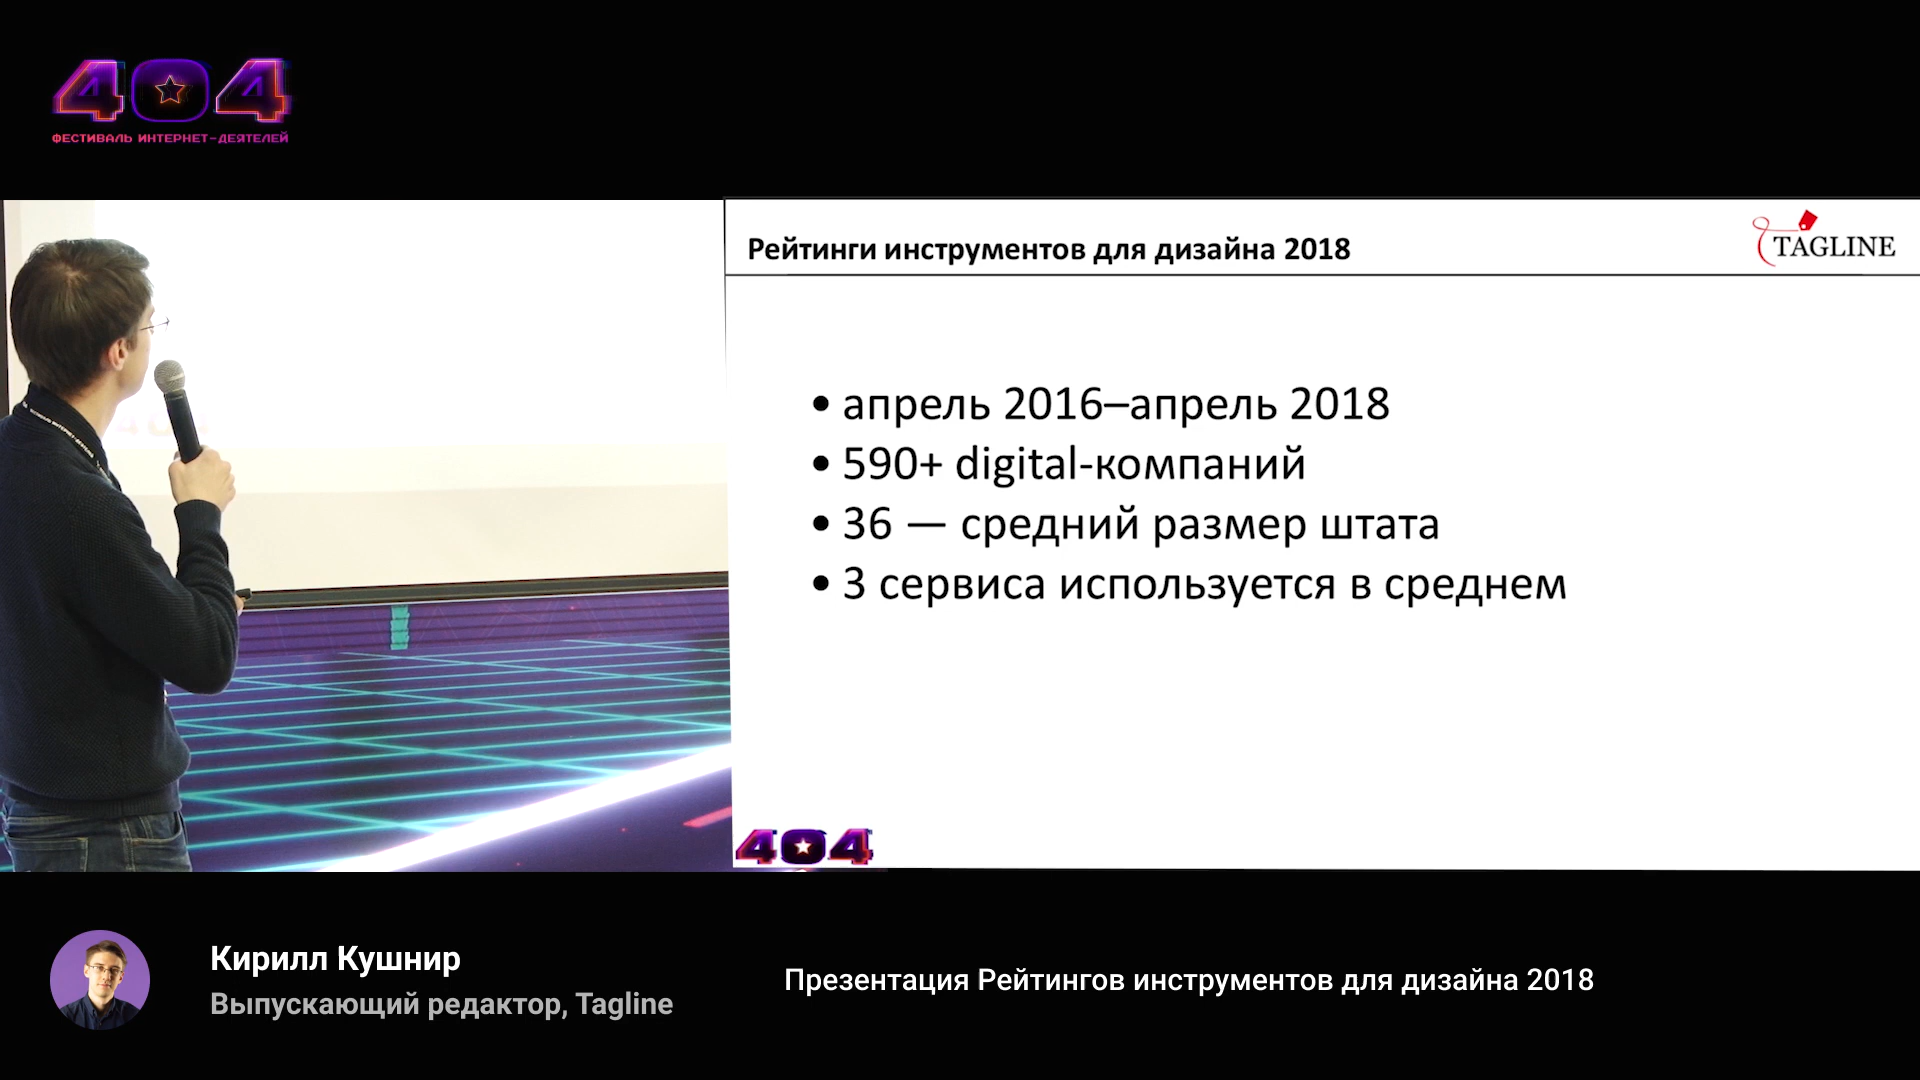 404
ФЕСТИВАЛЬ ИНТЕРНЕТ-ДЕЯТЕЛЕЙ
Рейтинги инструментов для дизайна 2018
TAGLINE
• апрель 2016–апрель 2018
• 590+ digital-компаний
• 36 — средний размер штата
• 3 сервиса используется в среднем
404
Кирилл Кушнир
Выпускающий редактор, Tagline
Презентация Рейтингов инструментов для дизайна 2018